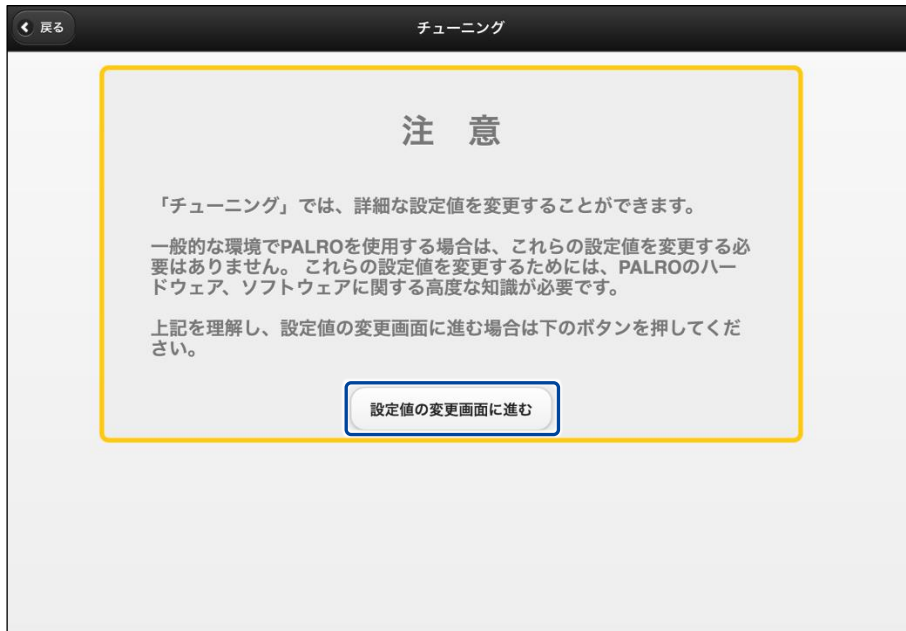 戻る
チューニング
注 意
「チューニング」では、詳細な設定値を変更することができます。
一般的な環境でPALROを使用する場合は、これらの設定値を変更する必
要はありません。 これらの設定値を変更するためには、PALROのハー
ドウェア、ソフトウェアに関する高度な知識が必要です。
上記を理解し、設定値の変更画面に進む場合は下のボタンを押してくだ
さい。
設定値の変更画面に進む